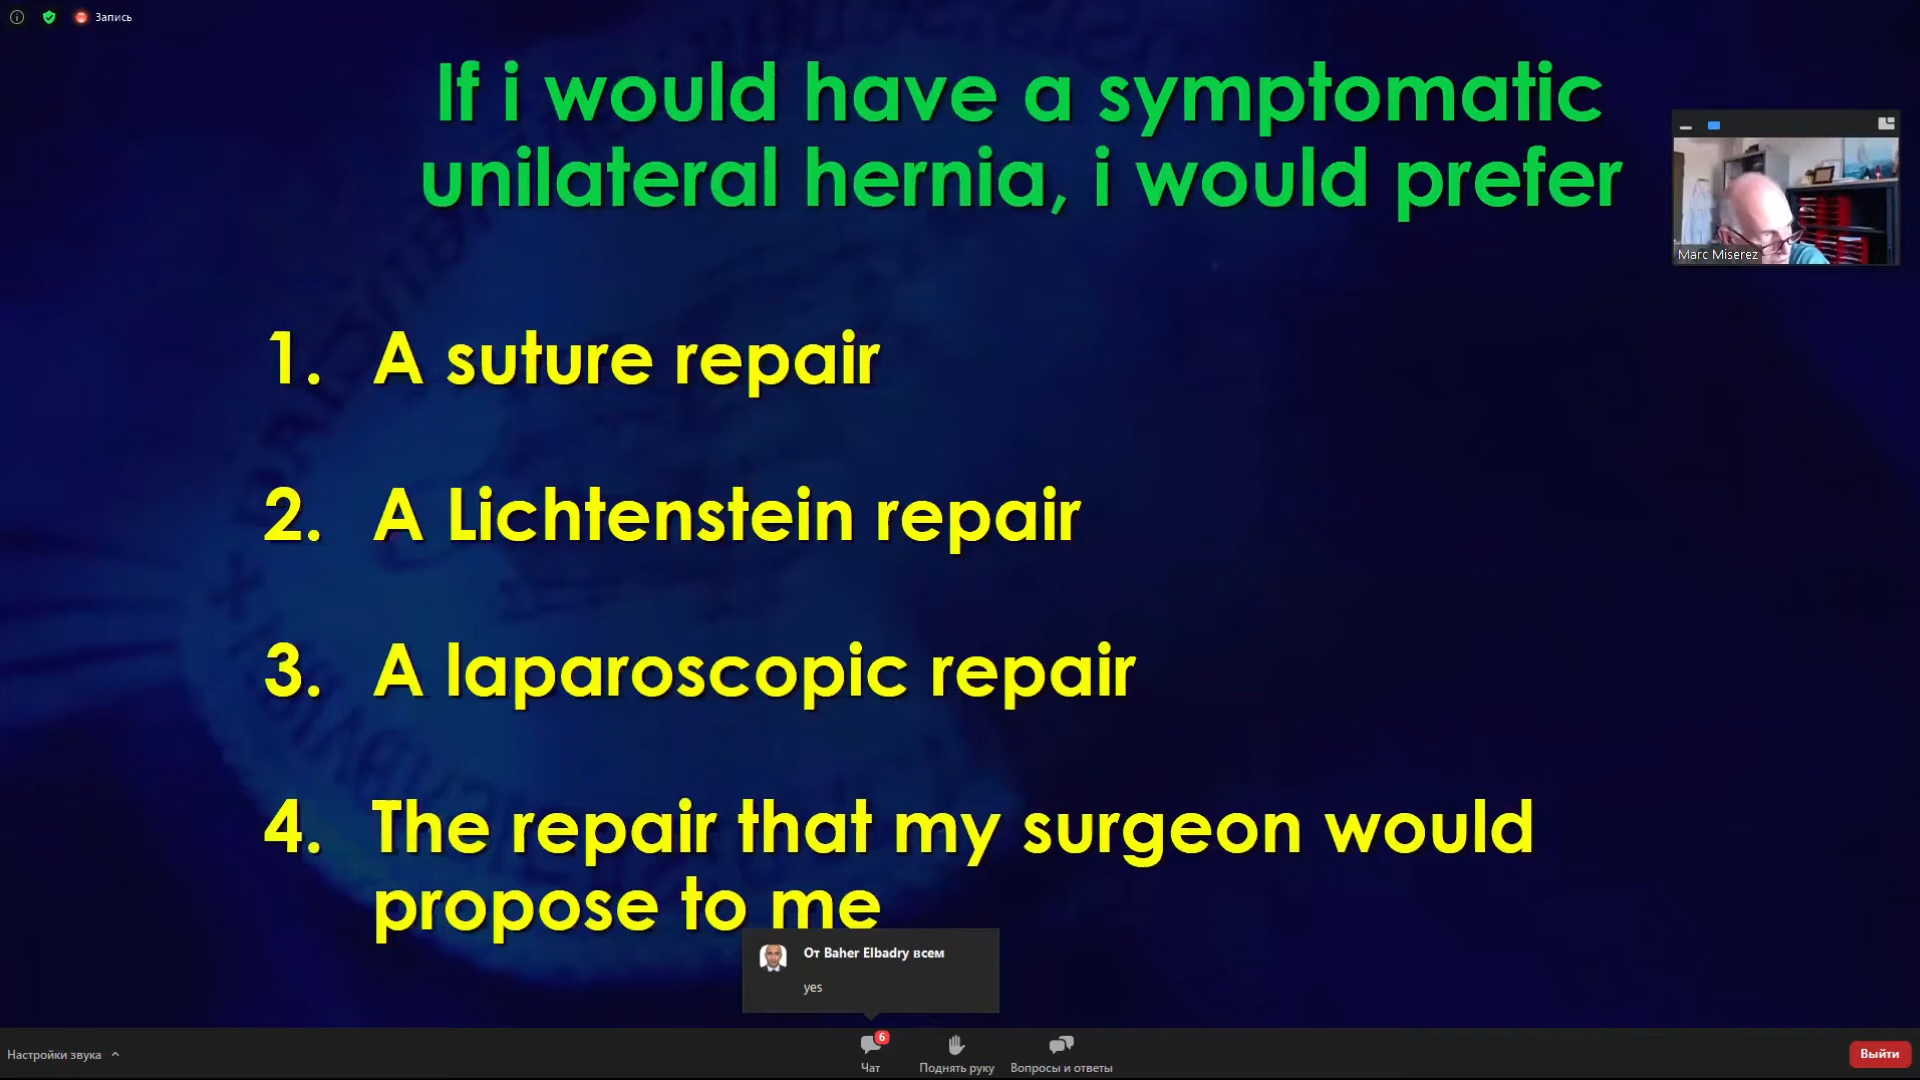 Запись
If i would have a symptomatic
unilateral hernia, i would prefer
Marc Miserez
1. A suture repair
2. A Lichtenstein repair
3. A laparoscopic repair
4. The repair that my surgeon would
propose to me
От Baher Elbadry всем
yes
Настройки звука
6
Чат
Поднять руку
Вопросы и ответы
Выйти